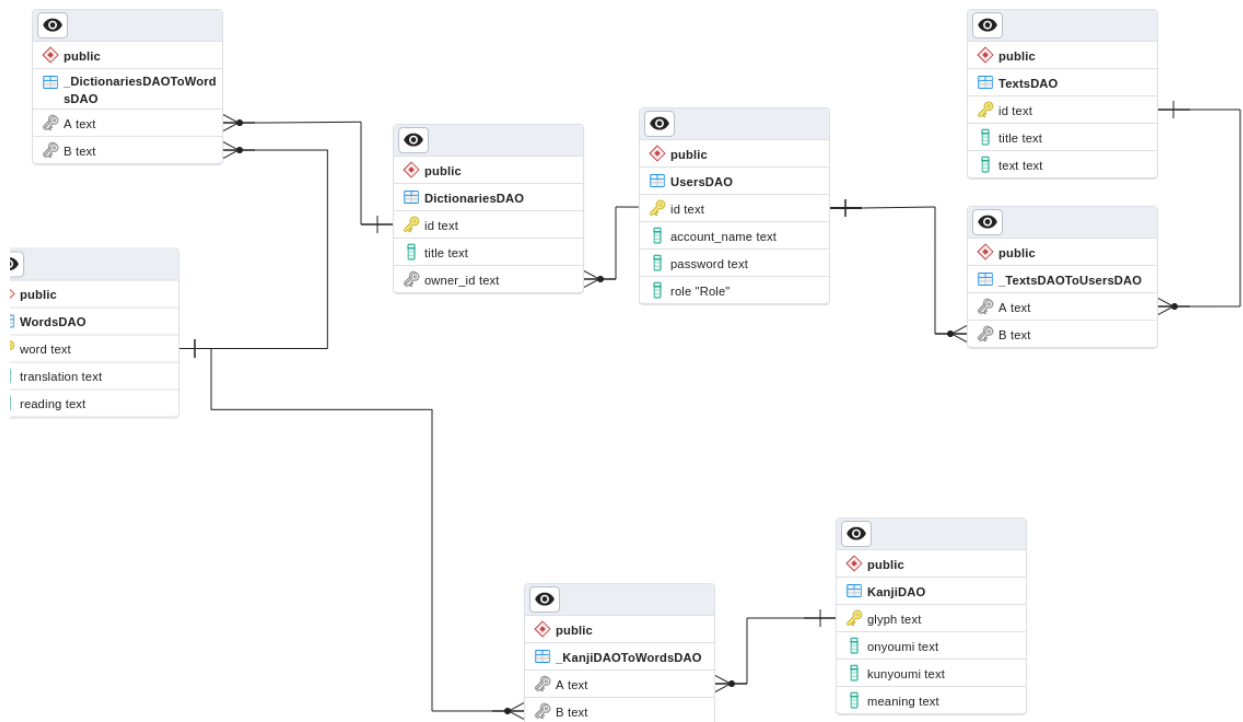 public
_DictionariesDAOToWord
sDAO
A text
B text
public
DictionariesDAO
id text
title text
owner_id text
public
UsersDAO
id text
account_name text
password text
role "Role"
public
TextsDAO
id text
title text
text text
public
_TextsDAOToUsersDAO
A text
B text
public
WordsDAO
word text
translation text
reading text
public
_KanjiDAOToWordsDAO
A text
B text
public
KanjiDAO
glyph text
onyoumi text
kunyoumi text
meaning text